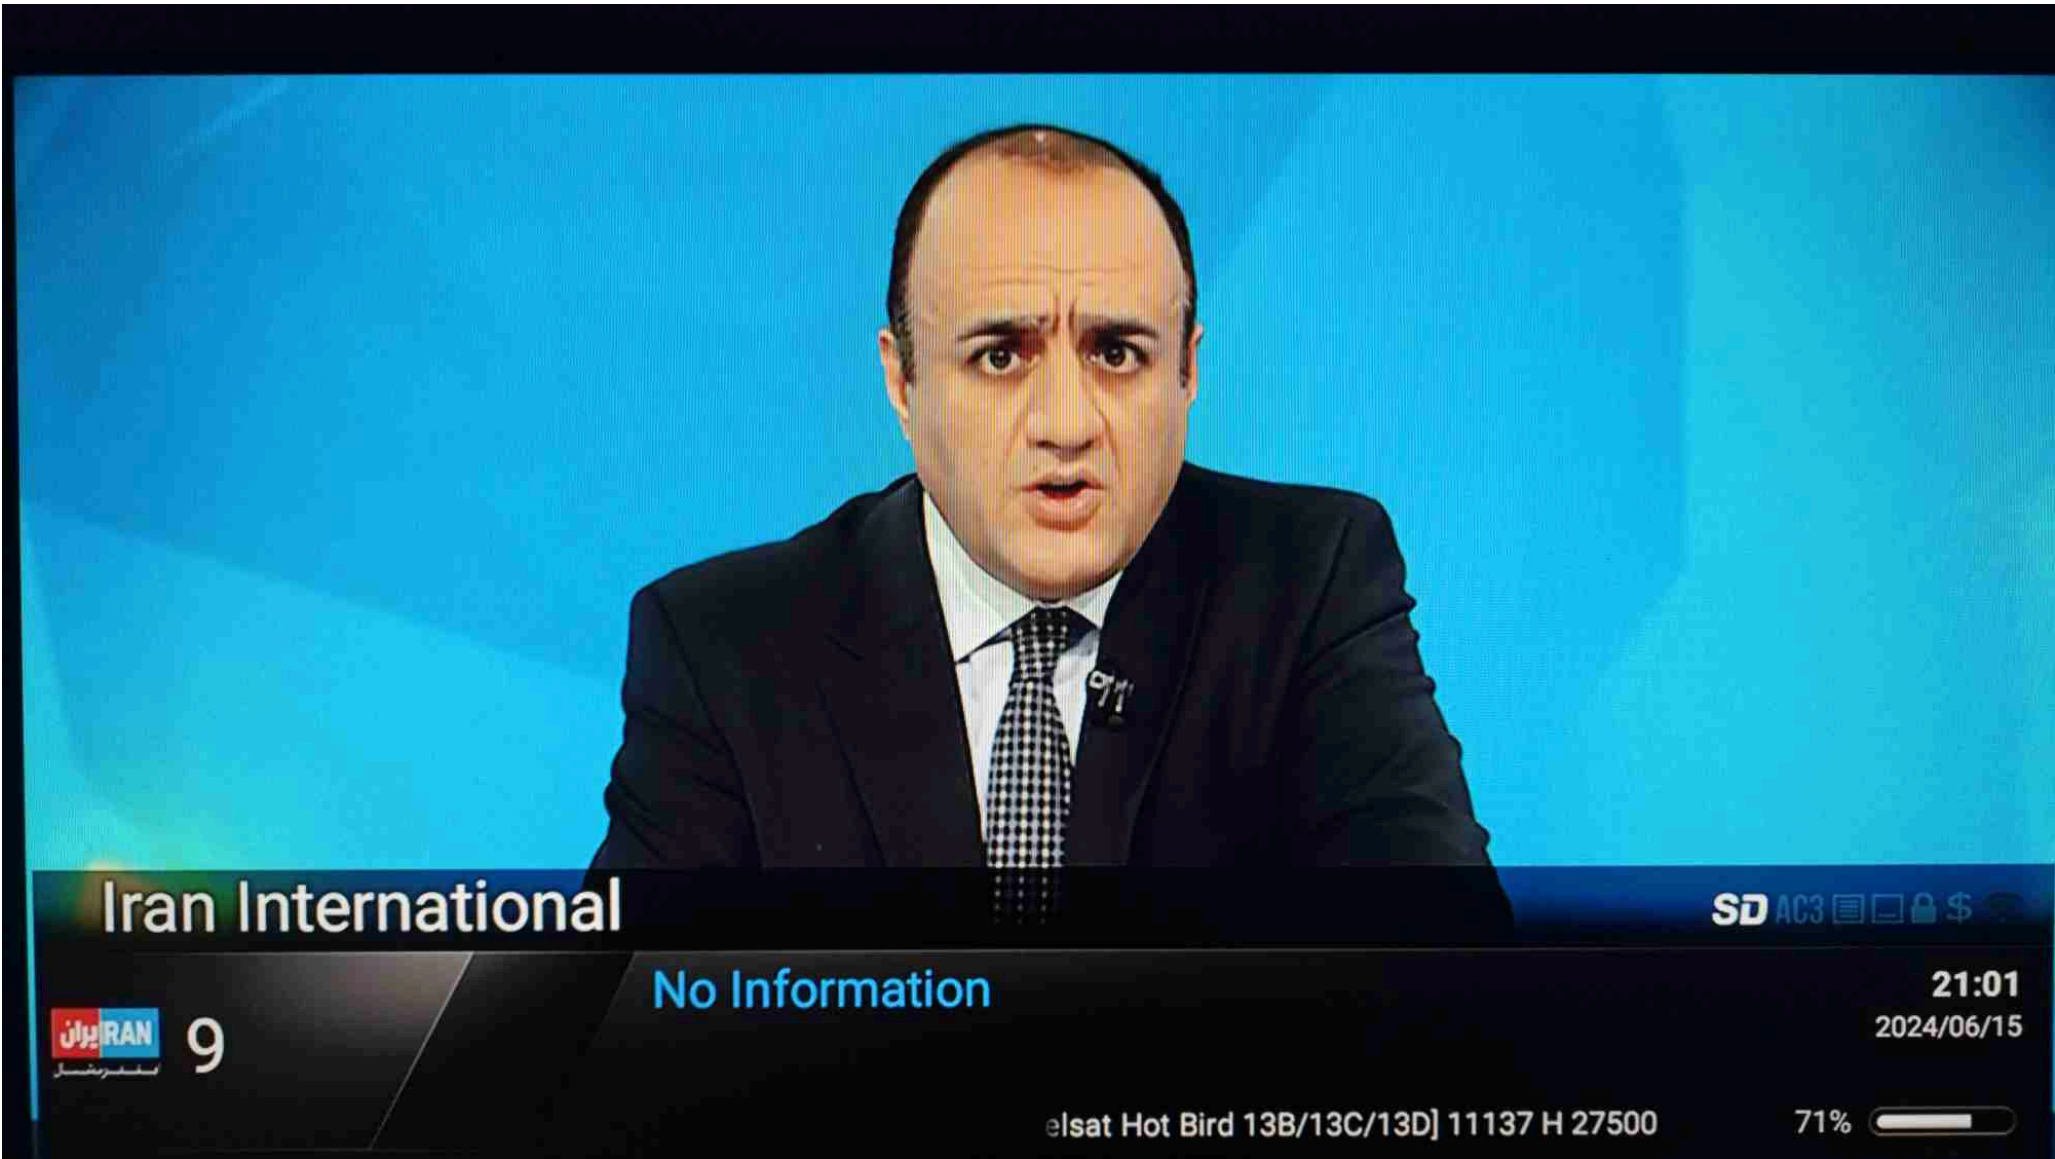 Iran International
SD AC3 $
No Information
21:01
2024/06/15
ایران IRAN
اینترنشنال
9
elsat Hot Bird 13B/13C/13D] 11137 H 27500
71%